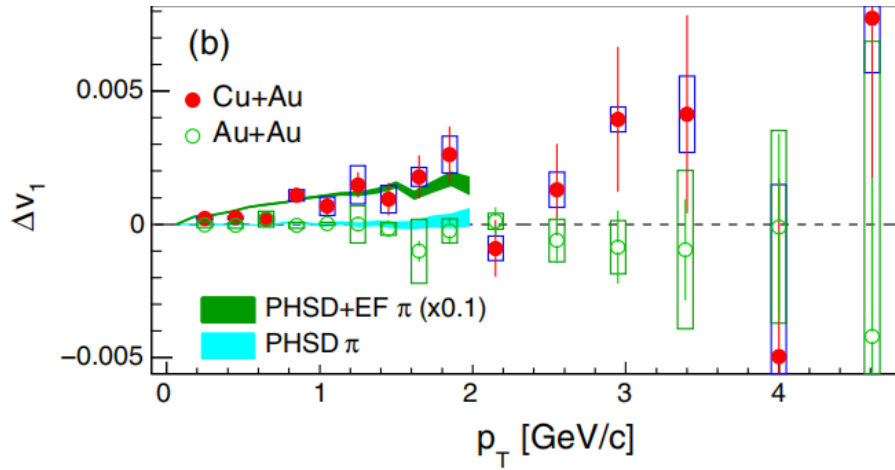 (b)
Cu+Au
Au+Au
0.005
0
−0.005
Δv1
PHSD+EF π (x0.1)
PHSD π
0 1 2 3 4
pT [GeV/c]